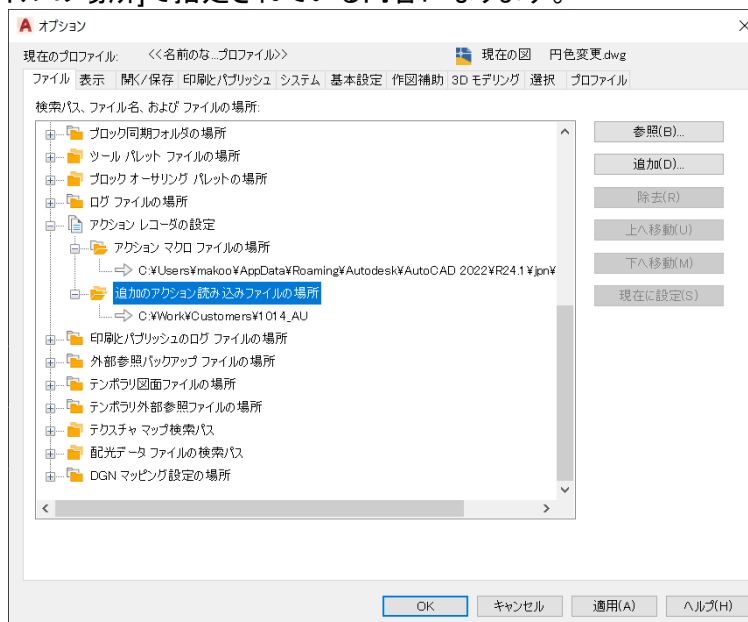 オプション
現在のプロファイル: <<名前のな...プロファイル>> 現在の図 円色変更.dwg
ファイル 表示 開く/保存 印刷とパブリッシュ システム 基本設定 作図補助 3D モデリング 選択 プロファイル
検索パス、ファイル名、および ファイルの場所:
ブロック同期フォルダの場所
ツール パレット ファイルの場所
ブロック オーサリング パレットの場所
ログ ファイルの場所
アクション レコーダの設定
アクション マクロ ファイルの場所
C:¥Users¥makoo¥AppData¥Roaming¥Autodesk¥AutoCAD 2022¥R24.1¥jpn¥
追加のアクション読み込みファイルの場所
C:¥Work¥Customers¥1014_AU
印刷とパブリッシュのログ ファイルの場所
外部参照バックアップ ファイルの場所
テンポラリ図面ファイルの場所
テンポラリ外部参照ファイルの場所
テクスチャ マップ検索パス
配光データ ファイルの検索パス
DGN マッピング設定の場所
参照(B)...
追加(D)...
除去(R)
上へ移動(U)
下へ移動(M)
現在に設定(S)
OK キャンセル 適用(A) ヘルプ(H)